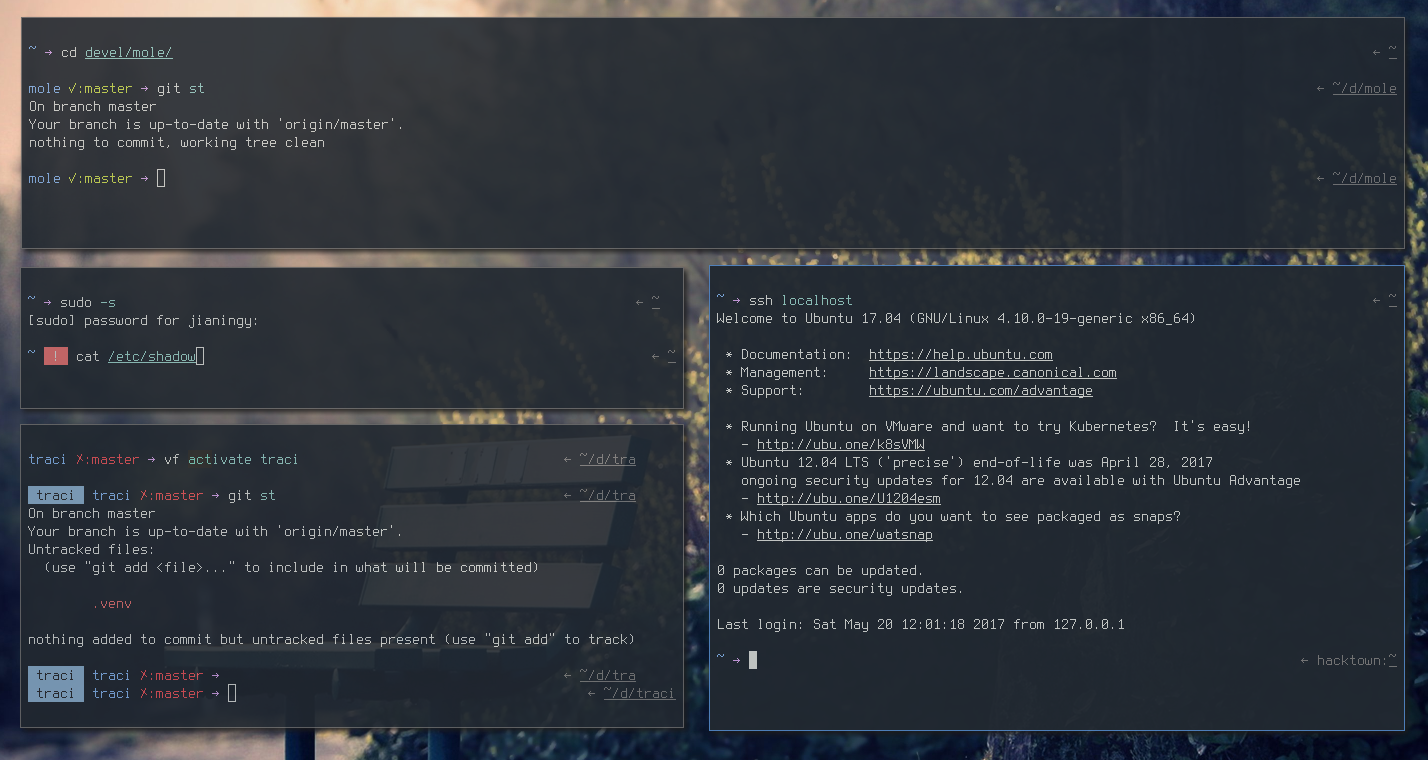 ~ → cd devel/mole/ ← ~
mole √:master → git st ← ~/d/mole
On branch master
Your branch is up-to-date with 'origin/master'.
nothing to commit, working tree clean
mole √:master → ← ~/d/mole
~ → sudo -s ← ~
[sudo] password for jianingy:
~ ! cat /etc/shadow ← ~
traci ✗:master → vf activate traci ← ~/d/tra
traci traci ✗:master → git st ← ~/d/tra
On branch master
Your branch is up-to-date with 'origin/master'.
Untracked files:
(use "git add <file>..." to include in what will be committed)
.venv
nothing added to commit but untracked files present (use "git add" to track)
traci traci ✗:master → ← ~/d/tra
traci traci ✗:master → ← ~/d/traci
~ → ssh localhost ← ~
Welcome to Ubuntu 17.04 (GNU/Linux 4.10.0-19-generic x86_64)
* Documentation: https://help.ubuntu.com
* Management: https://landscape.canonical.com
* Support: https://ubuntu.com/advantage
* Running Ubuntu on VMware and want to try Kubernetes? It's easy!
- http://ubu.one/k8sVMW
* Ubuntu 12.04 LTS ('precise') end-of-life was April 28, 2017
ongoing security updates for 12.04 are available with Ubuntu Advantage
- http://ubu.one/U1204esm
* Which Ubuntu apps do you want to see packaged as snaps?
- http://ubu.one/watsnap
0 packages can be updated.
0 updates are security updates.
Last login: Sat May 20 12:01:18 2017 from 127.0.0.1
~ → ← hacktown:~